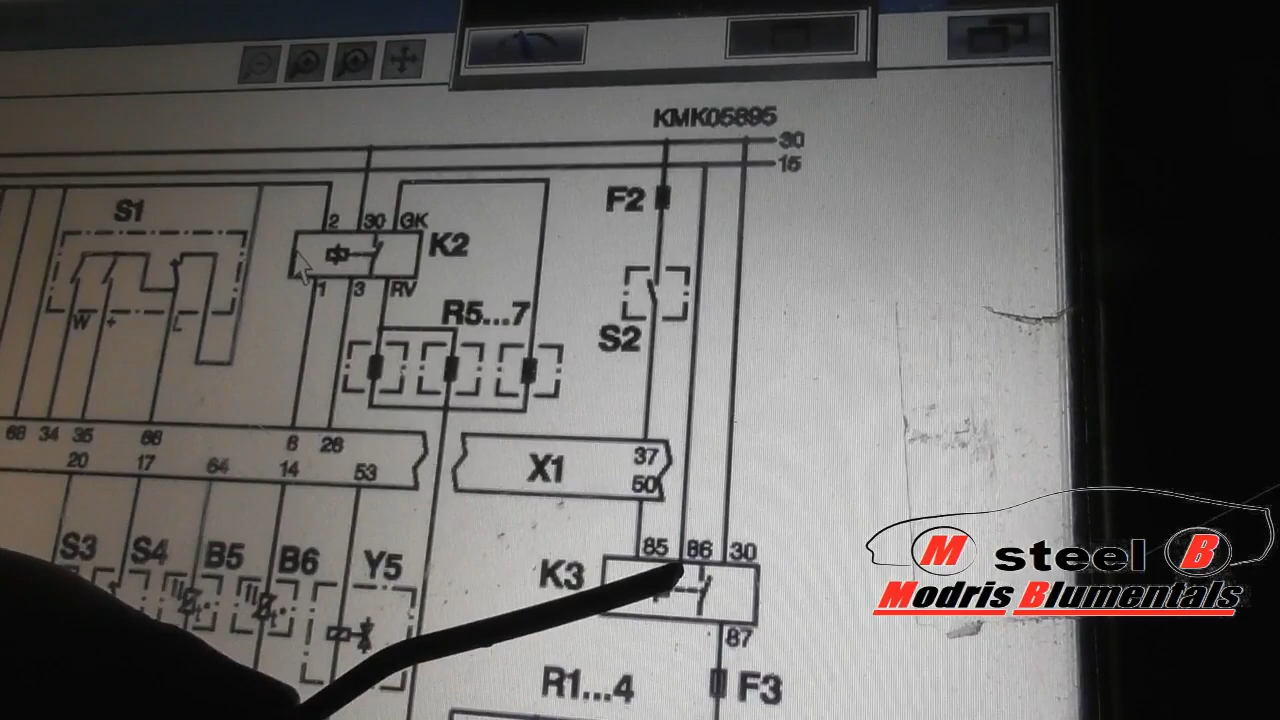 KMK05895
30
15
S1
F2
2 30 GK
K2
1 3 RV
R5...7
S2
W + L
68 34 35 66 6 26
20 17 64 14 53
X1
37
50
85 86 30
S3 S4 B5 B6 Y5
K3
87
R1...4
F3
M steel B
Modris Blumentals